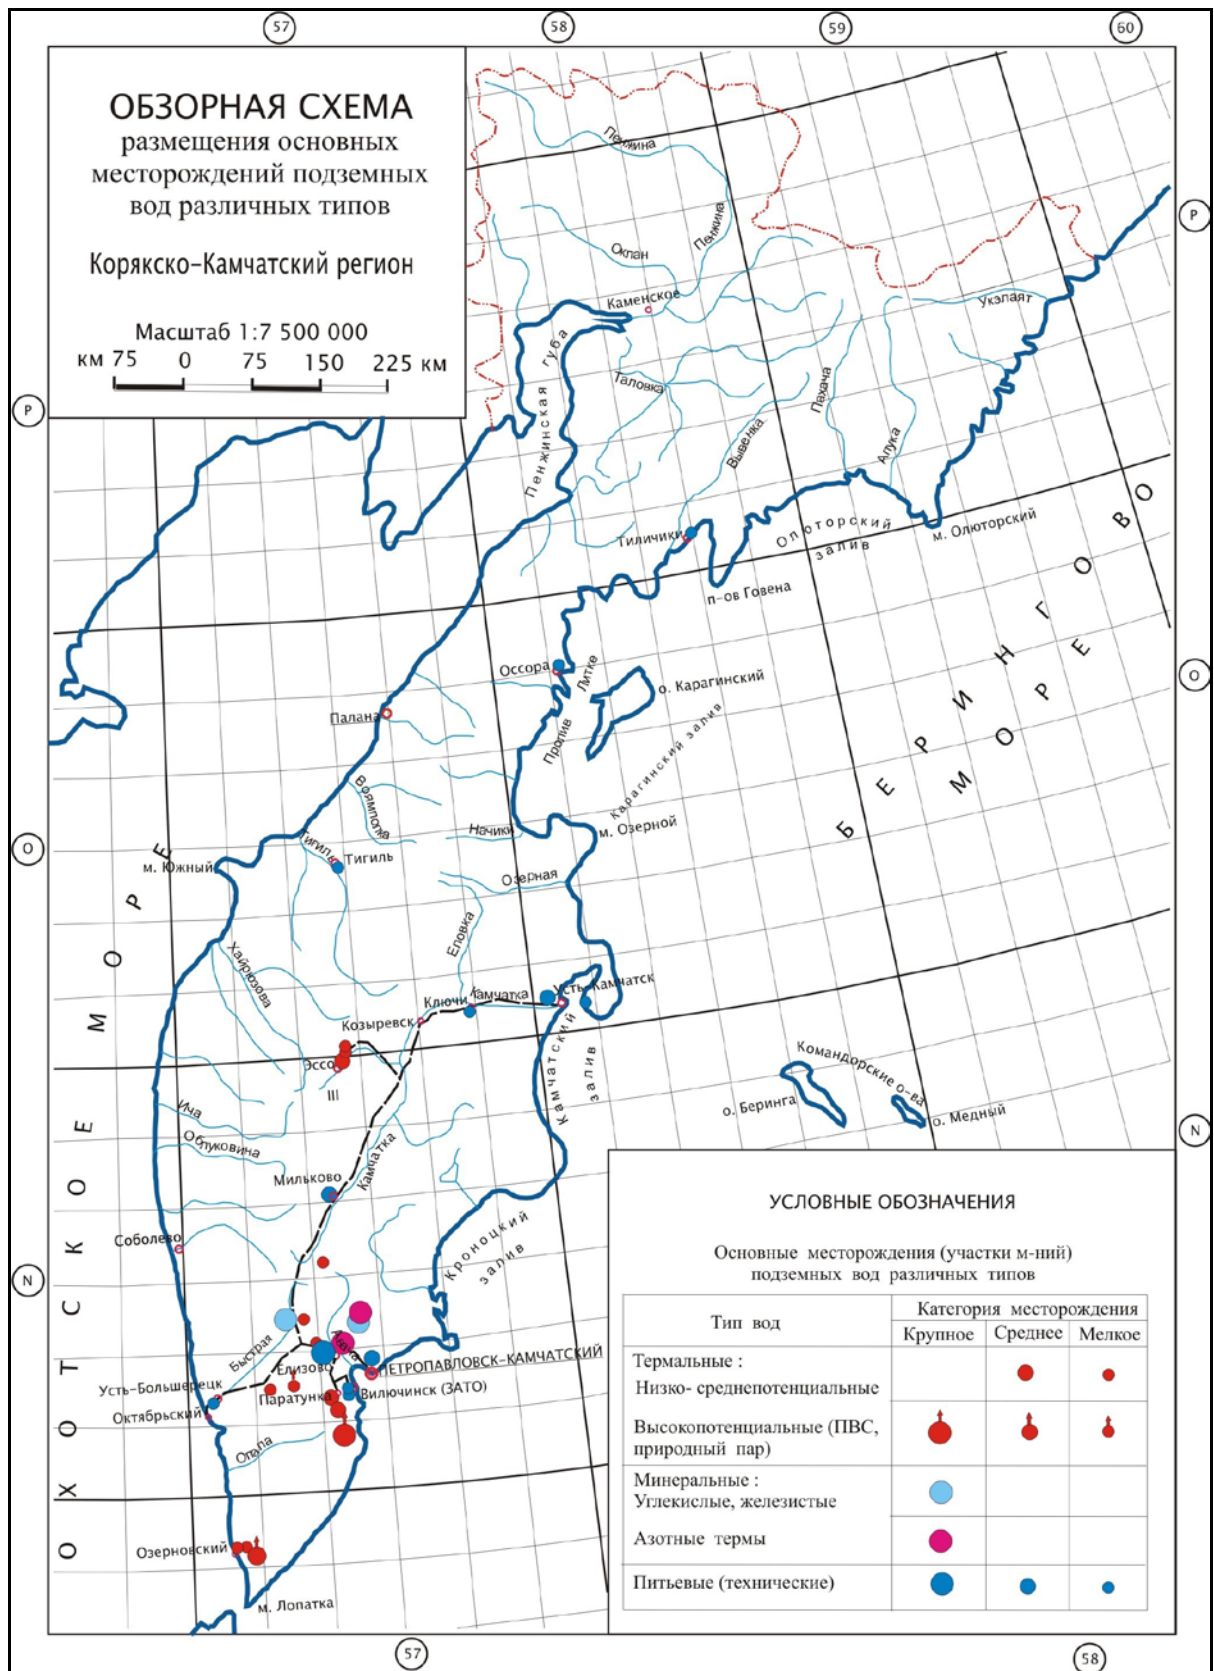 57
58
59
60
ОБЗОРНАЯ СХЕМА
размещения основных
месторождений подземных
вод различных типов
Корякско-Камчатский регион
Масштаб 1:7 500 000
км 75 0 75 150 225 км
Р
Р
О
О
N
N
57
58
Пенжина
Пенжина
Оклан
Каменское
Укэлаят
Пенжинская губа
Таловка
Пахача
Вывенка
Апука
Тиличики
Олюторский
залив
м. Олюторский
п-ов Говена
Оссора
Пролив Литке
о. Карагинский
Карагинский залив
Палана
Воямполка
Начики
м. Озерной
БЕРИНГОВО
МОРЕ
м. Южный
Тигиль
Тигиль
Озерная
Хайрюзова
Еловка
Ключи
Камчатка
Усть-Камчатск
Козыревск
Камчатский
залив
Эссо
III
Командорские о-ва
о. Беринга
о. Медный
Ича
Облуковина
Мильково
Камчатка
Соболево
Кроноцкий
залив
Быстрая
Авача
Елизово
ПЕТРОПАВЛОВСК-КАМЧАТСКИЙ
Усть-Большерецк
Паратунка
Вилючинск (ЗАТО)
Октябрьский
Опала
Озерновский
м. Лопатка
ОХОТСКОЕ МОРЕ
УСЛОВНЫЕ ОБОЗНАЧЕНИЯ
Основные месторождения (участки м-ний)
подземных вод различных типов
Тип вод
Категория месторождения
Крупное Среднее Мелкое
Термальные :
Низко- среднепотенциальные
Высокопотенциальные (ПВС,
природный пар)
Минеральные :
Углекислые, железистые
Азотные термы
Питьевые (технические)